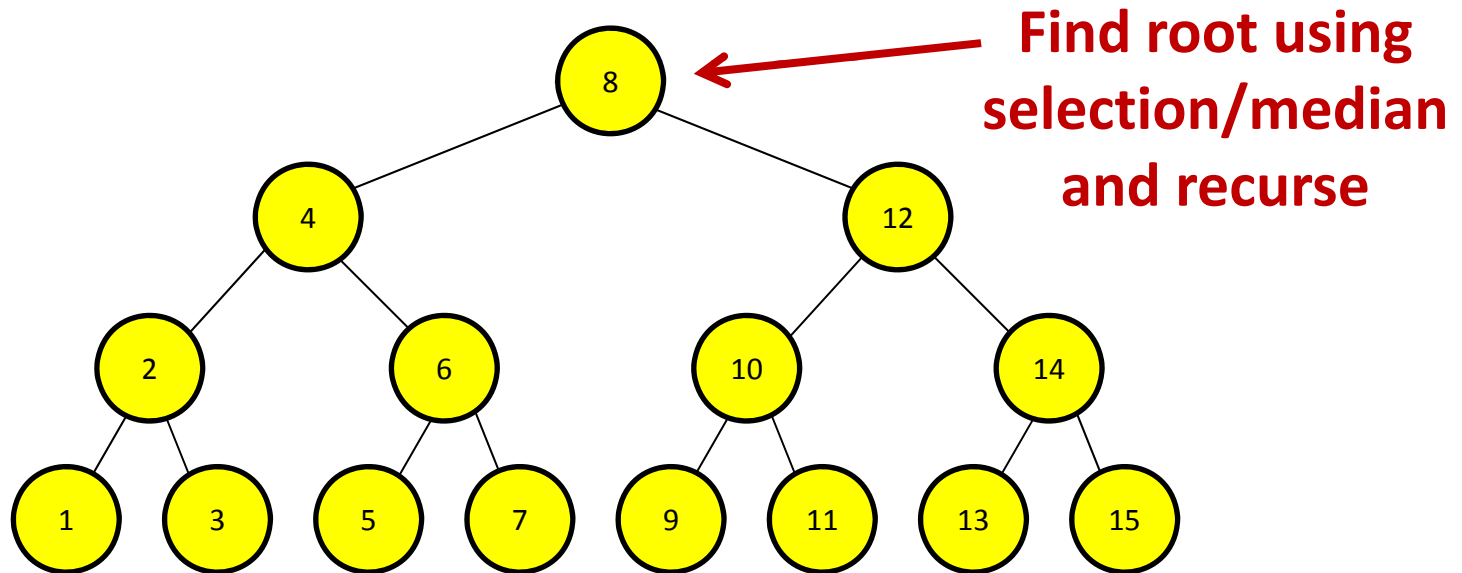 Find root using
selection/median
and recurse
8
4 12
2 6 10 14
1 3 5 7 9 11 13 15